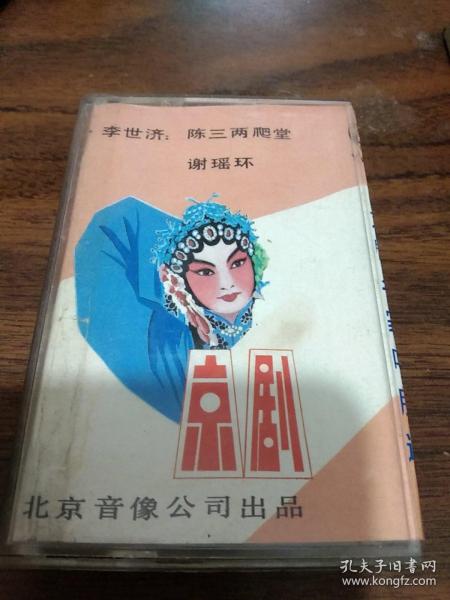 李世济：陈三两爬堂
谢瑶环
京剧
北京音像公司出品
孔夫子旧书网
www.kongfz.com